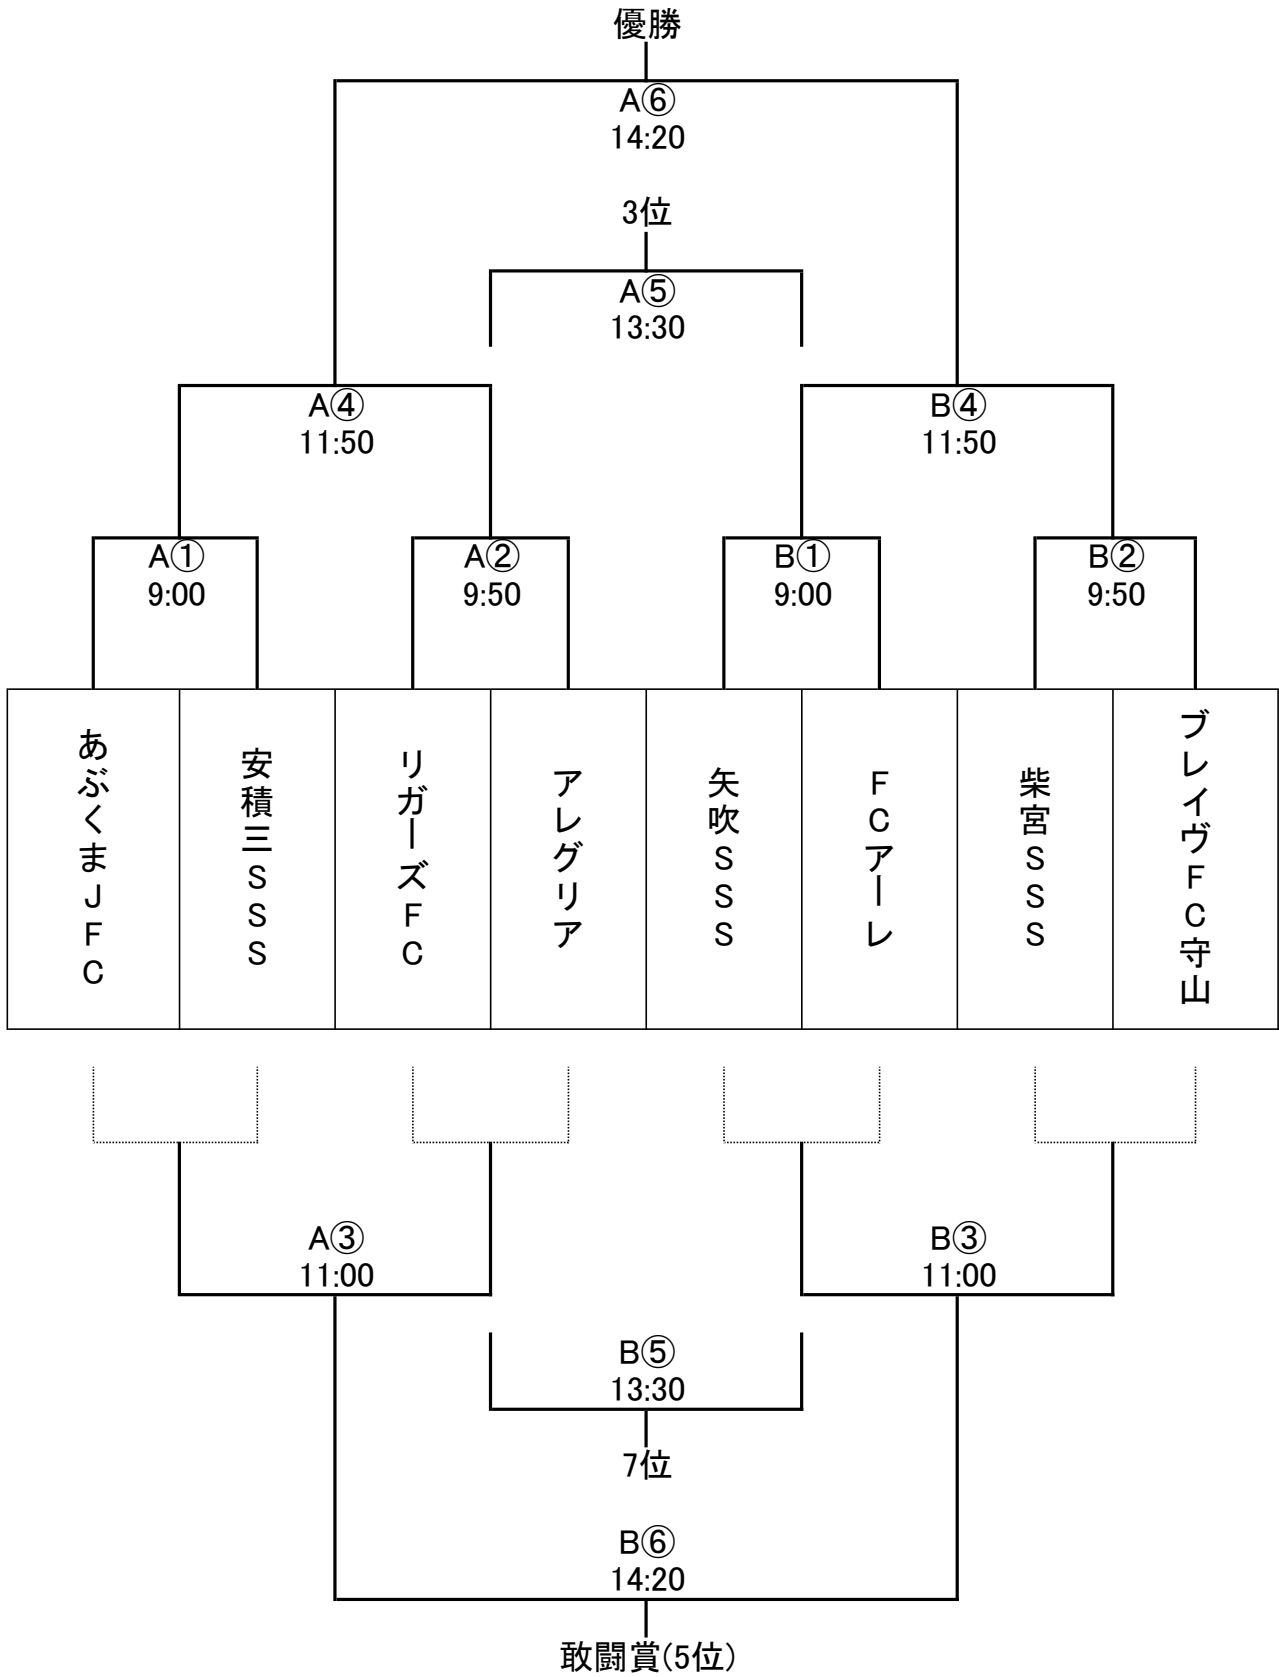 優勝
A⑥
14:20
3位
A⑤
13:30
A④
11:50
B④
11:50
A①
9:00
A②
9:50
B①
9:00
B②
9:50
あぶくまJFC
安積三SSS
リガーズFC
アレグリア
矢吹SSS
FCアーレ
柴宮SSS
ブレイヴFC守山
A③
11:00
B③
11:00
B⑤
13:30
7位
B⑥
14:20
敢闘賞(5位)